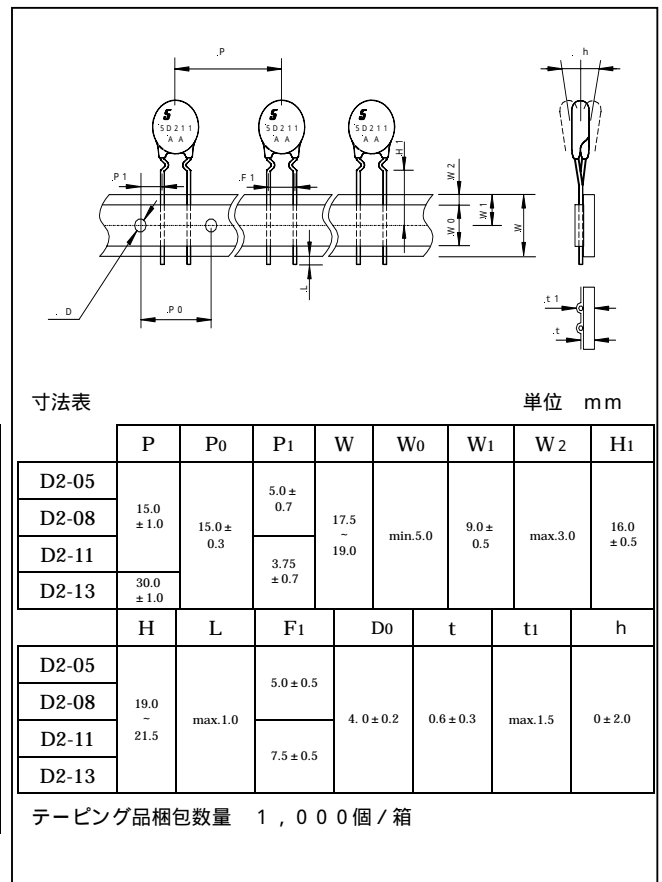 .P
. h
S
5D211
AA
S
5D211
AA
S
5D211
AA
.P1
.F1
.H1
.W2
.W0
.W1
.W
.L
. D
.P0
.t1
.t
寸法表 単位 mm
P P0 P1 W W0 W1 W2 H1
D2-05
D2-08
D2-11
D2-13
15.0
±1.0
30.0
±1.0
15.0±
0.3
5.0±
0.7
3.75
±0.7
17.5
~
19.0
min.5.0
9.0±
0.5
max.3.0
16.0
±0.5
H L F1 D0 t t1 h
D2-05
D2-08
D2-11
D2-13
19.0
~
21.5
max.1.0
5.0±0.5
7.5±0.5
4. 0±0.2
0.6±0.3
max.1.5
0±2.0
テーピング品梱包数量 1,000個/箱